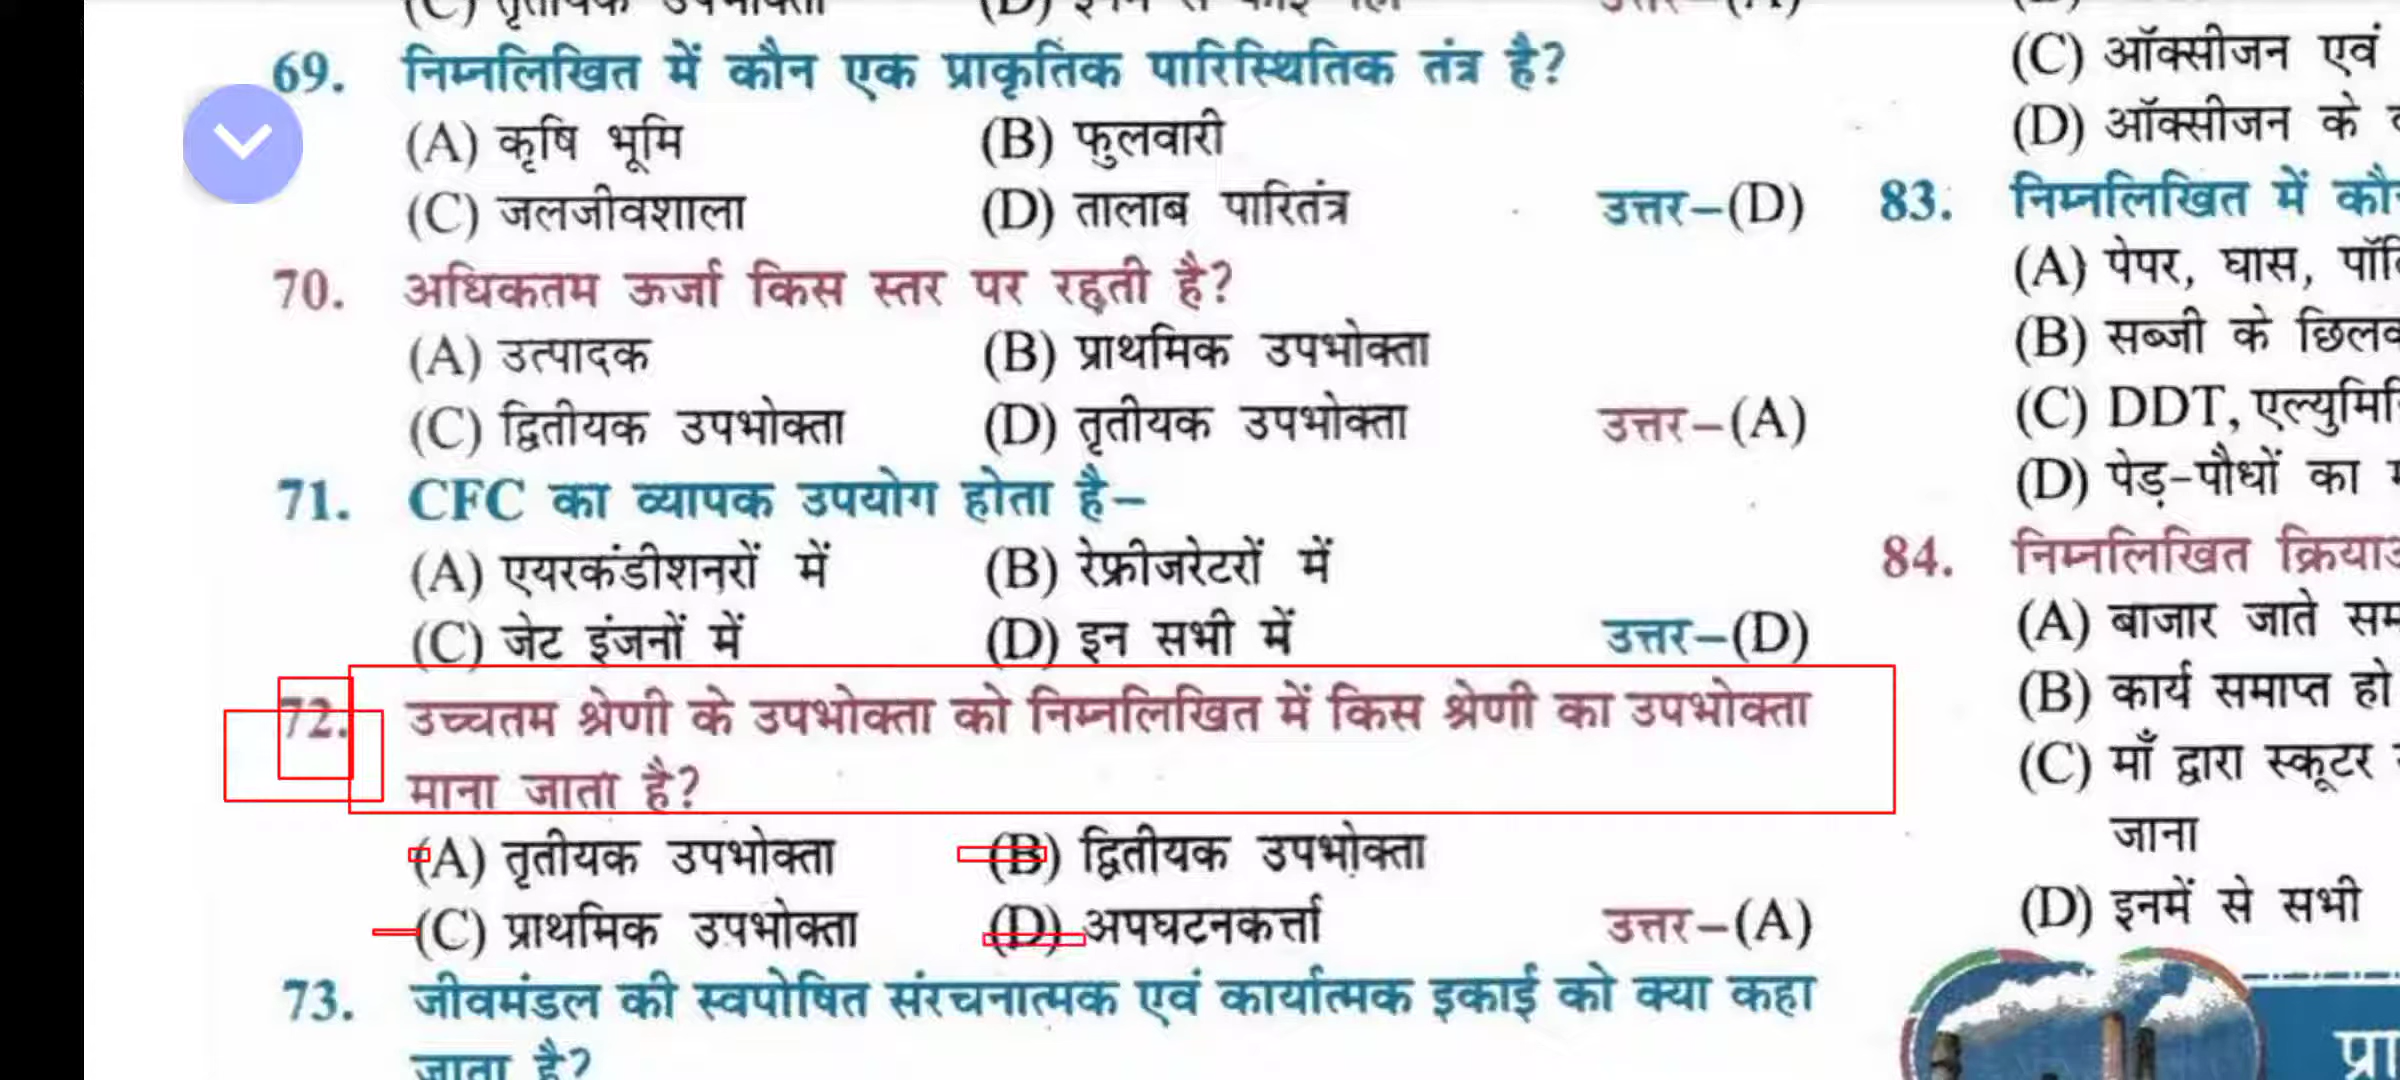 69. निम्नलिखित में कौन एक प्राकृतिक पारिस्थितिक तंत्र है?
(A) कृषि भूमि (B) फुलवारी
(C) जलजीवशाला (D) तालाब पारितंत्र उत्तर–(D)
70. अधिकतम ऊर्जा किस स्तर पर रहती है?
(A) उत्पादक (B) प्राथमिक उपभोक्ता
(C) द्वितीयक उपभोक्ता (D) तृतीयक उपभोक्ता उत्तर–(A)
71. CFC का व्यापक उपयोग होता है–
(A) एयरकंडीशनरों में (B) रेफ्रीजरेटरों में
(C) जेट इंजनों में (D) इन सभी में उत्तर–(D)
72. उच्चतम श्रेणी के उपभोक्ता को निम्नलिखित में किस श्रेणी का उपभोक्ता
माना जाता है?
(A) तृतीयक उपभोक्ता (B) द्वितीयक उपभोक्ता
(C) प्राथमिक उपभोक्ता (D) अपघटनकर्त्ता उत्तर–(A)
73. जीवमंडल की स्वपोषित संरचनात्मक एवं कार्यात्मक इकाई को क्या कहा
जाता है?
(C) ऑक्सीजन एवं
(D) ऑक्सीजन के
83. निम्नलिखित में
(A) पेपर, घास,
(B) सब्जी के
(C) DDT,
(D) पेड़-पौधों का
84. निम्नलिखित
(A) बाजार जाते
(B) कार्य समाप्त हो
(C) माँ द्वारा स्कूटर
जाना
(D) इनमें से सभी